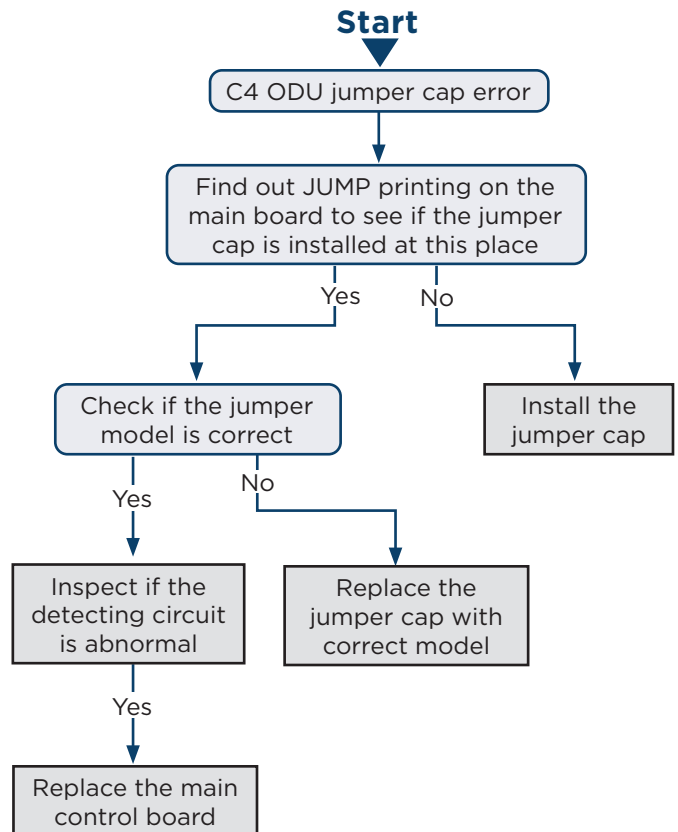 Start
C4 ODU jumper cap error
Find out JUMP printing on the
main board to see if the jumper
cap is installed at this place
Yes
No
Check if the jumper
model is correct
Install the
jumper cap
Yes
No
Inspect if the
detecting circuit
is abnormal
Replace the
jumper cap with
correct model
Yes
Replace the main
control board